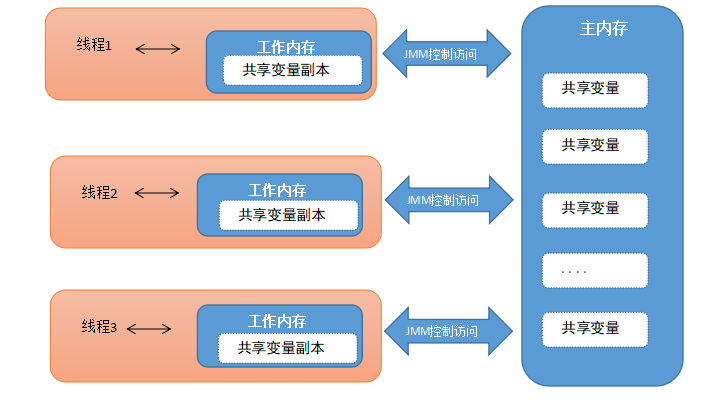 线程1
工作内存
共享变量副本
JMM控制访问
线程2
工作内存
共享变量副本
JMM控制访问
线程3
工作内存
共享变量副本
JMM控制访问
主内存
共享变量
共享变量
共享变量
....
共享变量